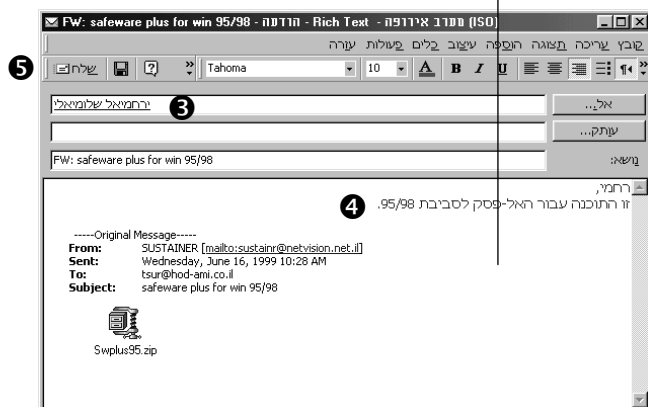 FW: safeware plus for win 95/98 - הודעה - Rich Text - מערב אירופה (ISO)
קובץ עריכה תצוגה הוספה עיצוב כלים פעולות עזרה
❺ שלח Tahoma 10 A B I U
אל... ירחמיאל שלומיאלי ❸
עותק...
נושא: FW: safeware plus for win 95/98
רחמי,
זו התוכנה עבור האל-פסק לסביבת 95/98. ❹
-----Original Message-----
From: SUSTAINER [mailto:sustainr@netvision.net.il]
Sent: Wednesday, June 16, 1999 10:28 AM
To: tsur@hod-ami.co.il
Subject: safeware plus for win 95/98
Swplus95.zip